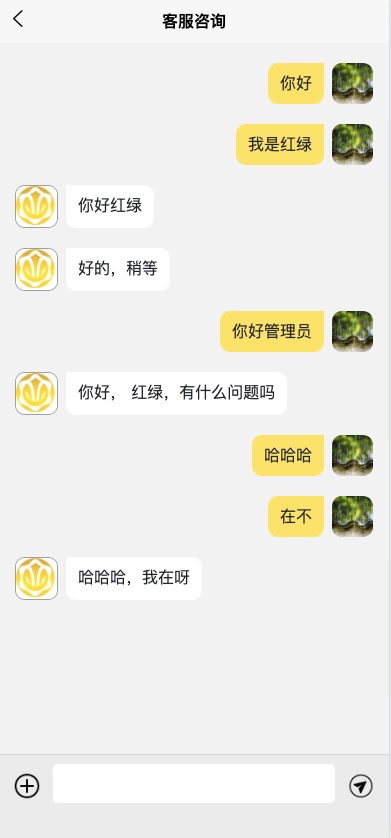 客服咨询
你好
我是红绿
你好红绿
好的，稍等
你好管理员
你好， 红绿，有什么问题吗
哈哈哈
在不
哈哈哈，我在呀